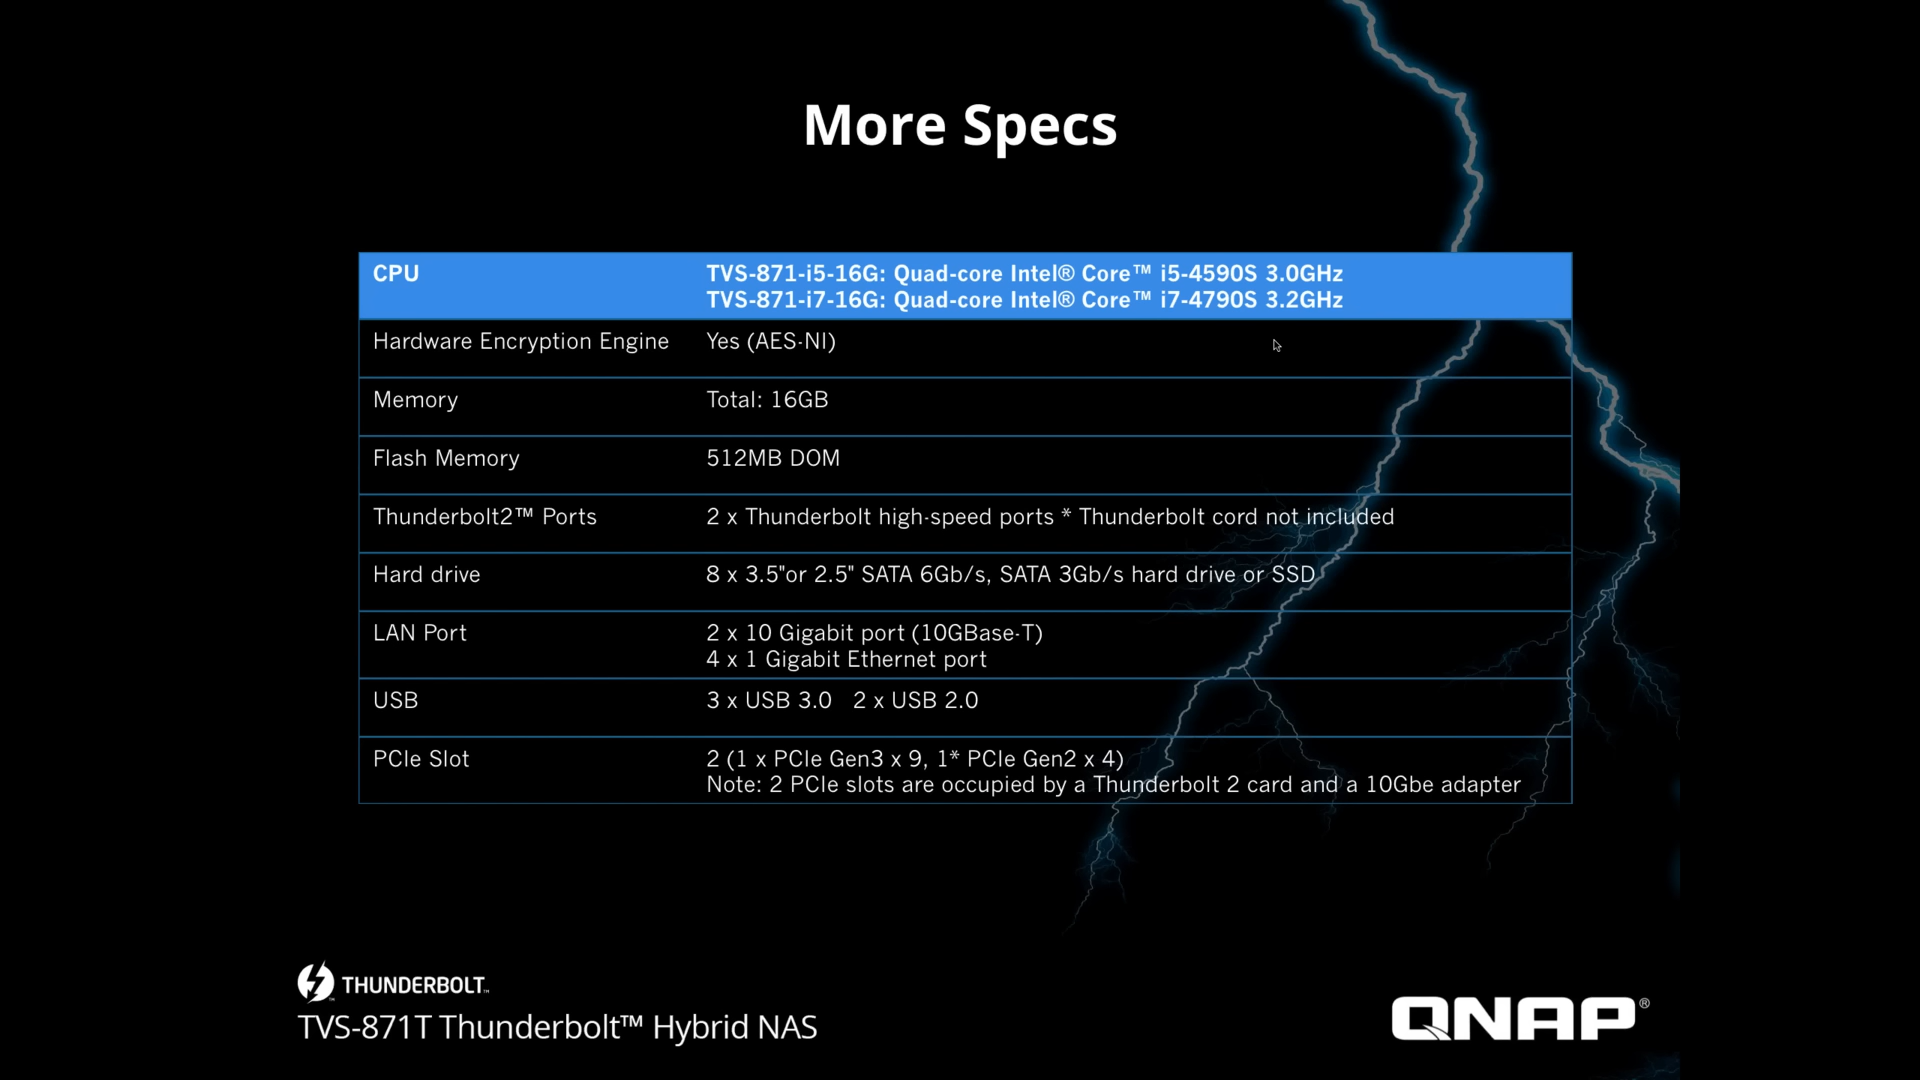 More Specs
CPU
TVS-871-i5-16G: Quad-core Intel® Core™ i5-4590S 3.0GHz
TVS-871-i7-16G: Quad-core Intel® Core™ i7-4790S 3.2GHz
Hardware Encryption Engine
Yes (AES-NI)
Memory
Total: 16GB
Flash Memory
512MB DOM
Thunderbolt2™ Ports
2 x Thunderbolt high-speed ports * Thunderbolt cord not included
Hard drive
8 x 3.5"or 2.5" SATA 6Gb/s, SATA 3Gb/s hard drive or SSD
LAN Port
2 x 10 Gigabit port (10GBase-T)
4 x 1 Gigabit Ethernet port
USB
3 x USB 3.0 2 x USB 2.0
PCIe Slot
2 (1 x PCIe Gen3 x 9, 1* PCIe Gen2 x 4)
Note: 2 PCIe slots are occupied by a Thunderbolt 2 card and a 10Gbe adapter
THUNDERBOLT™
TVS-871T Thunderbolt™ Hybrid NAS
QNAP®